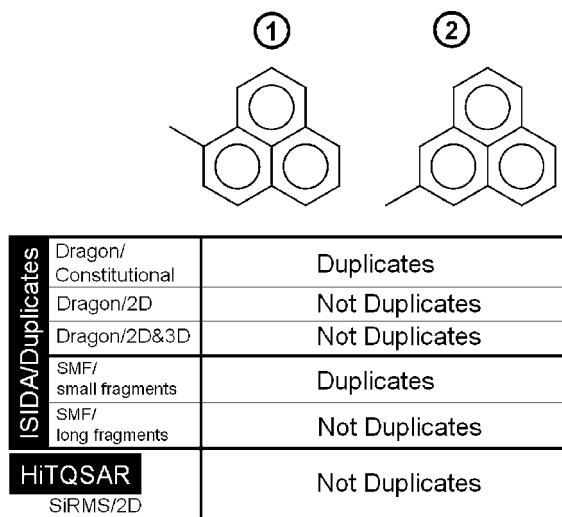 1 2
ISIDA/Duplicates
Dragon/
Constitutional
Duplicates
Dragon/2D
Not Duplicates
Dragon/2D&3D
Not Duplicates
SMF/
small fragments
Duplicates
SMF/
long fragments
Not Duplicates
HiTQSAR
SiRMS/2D
Not Duplicates